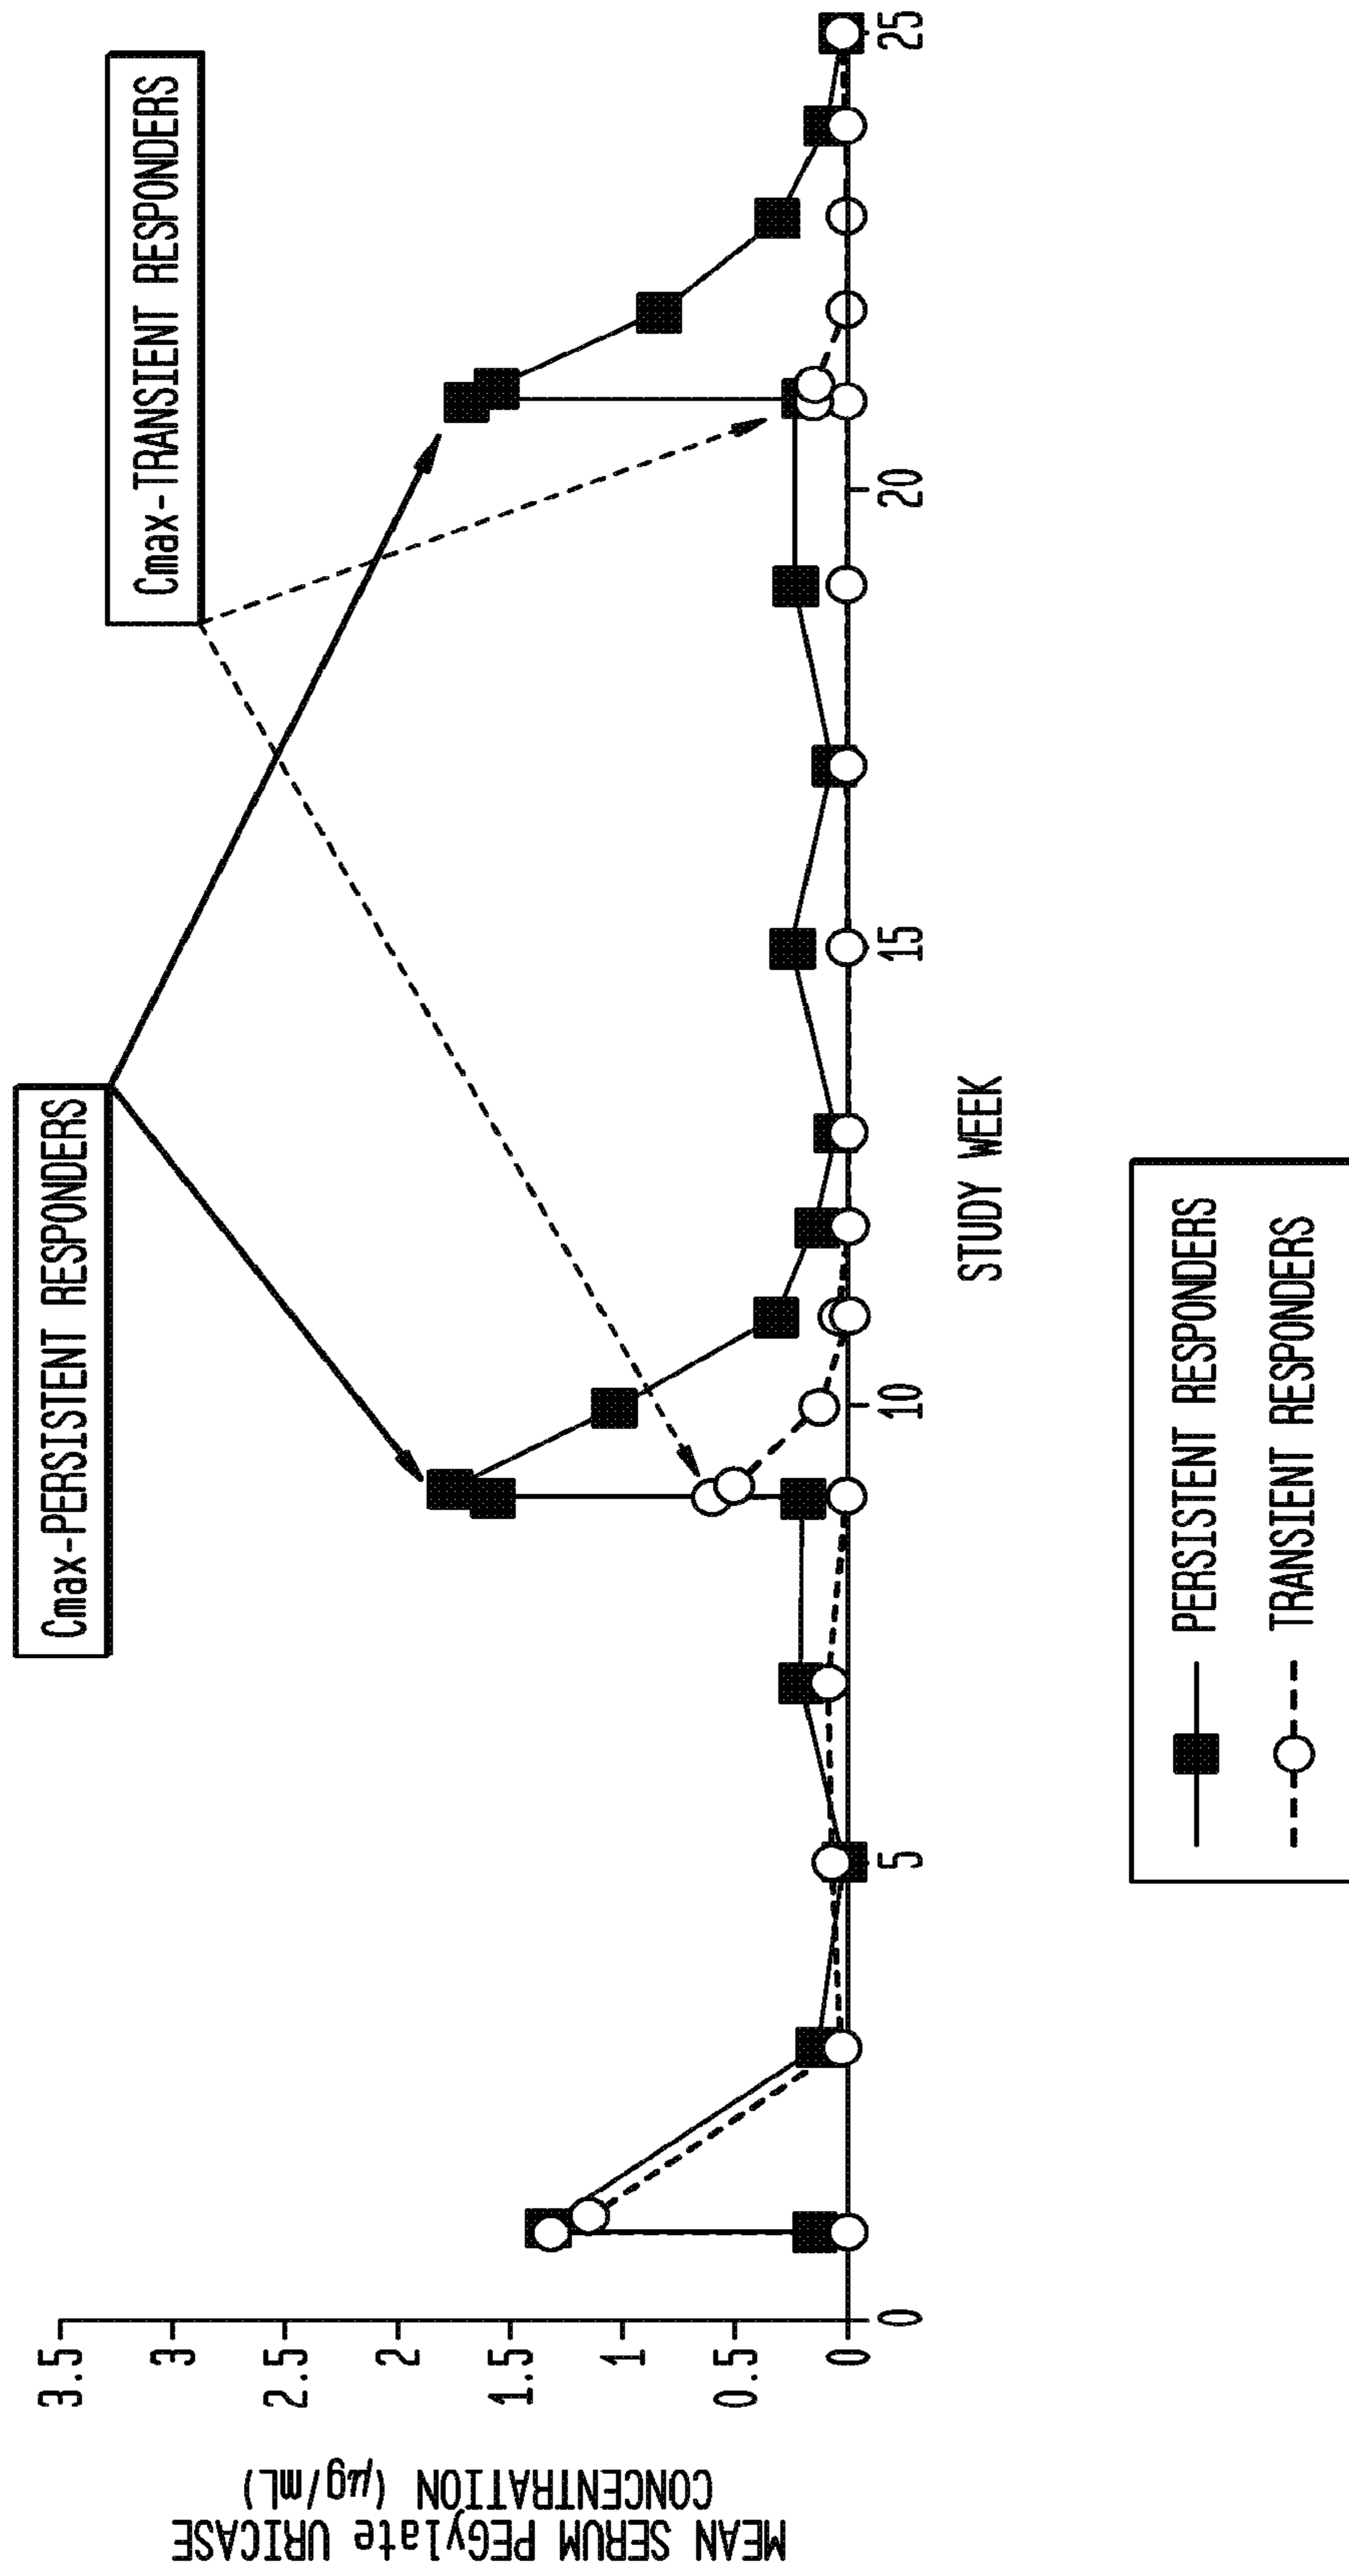 Cmax-PERSISTENT RESPONDERS
Cmax-TRANSIENT RESPONDERS
MEAN SERUM PEGylate URICASE
CONCENTRATION (µg/mL)
3.5
3
2.5
2
1.5
1
0.5
0
0
5
10
15
20
25
STUDY WEEK
PERSISTENT RESPONDERS
TRANSIENT RESPONDERS